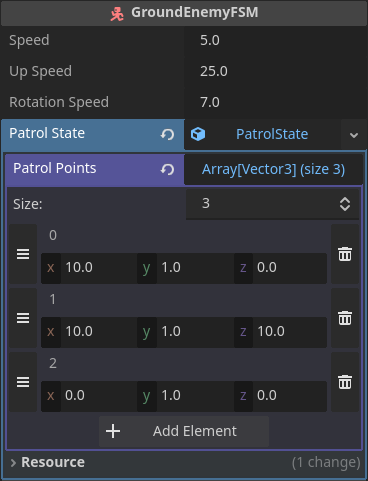 GroundEnemyFSM
Speed 5.0
Up Speed 25.0
Rotation Speed 7.0
Patrol State PatrolState
Patrol Points Array[Vector3] (size 3)
Size: 3
0
x 10.0 y 1.0 z 0.0
1
x 10.0 y 1.0 z 10.0
2
x 0.0 y 1.0 z 0.0
Add Element
Resource (1 change)